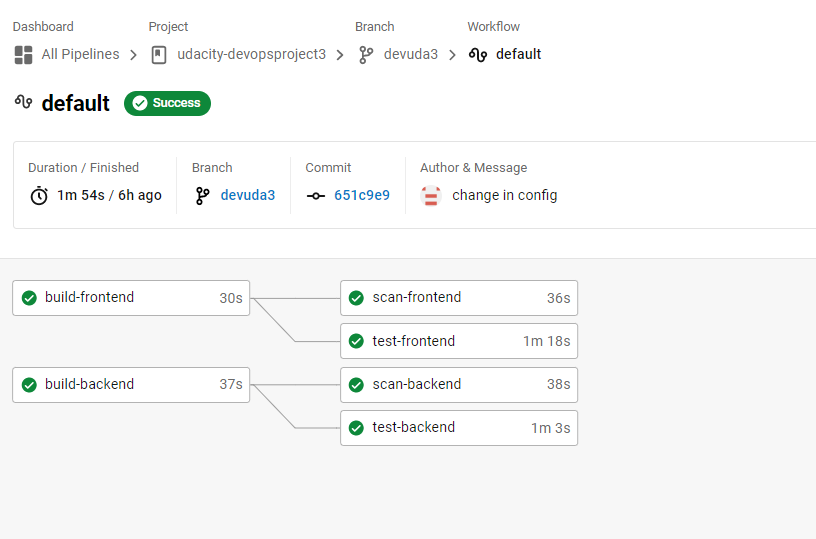 Dashboard Project Branch Workflow
All Pipelines udacity-devopsproject3 devuda3 default
default Success
Duration / Finished Branch Commit Author & Message
1m 54s / 6h ago devuda3 651c9e9 change in config
build-frontend 30s scan-frontend 36s
test-frontend 1m 18s
build-backend 37s scan-backend 38s
test-backend 1m 3s